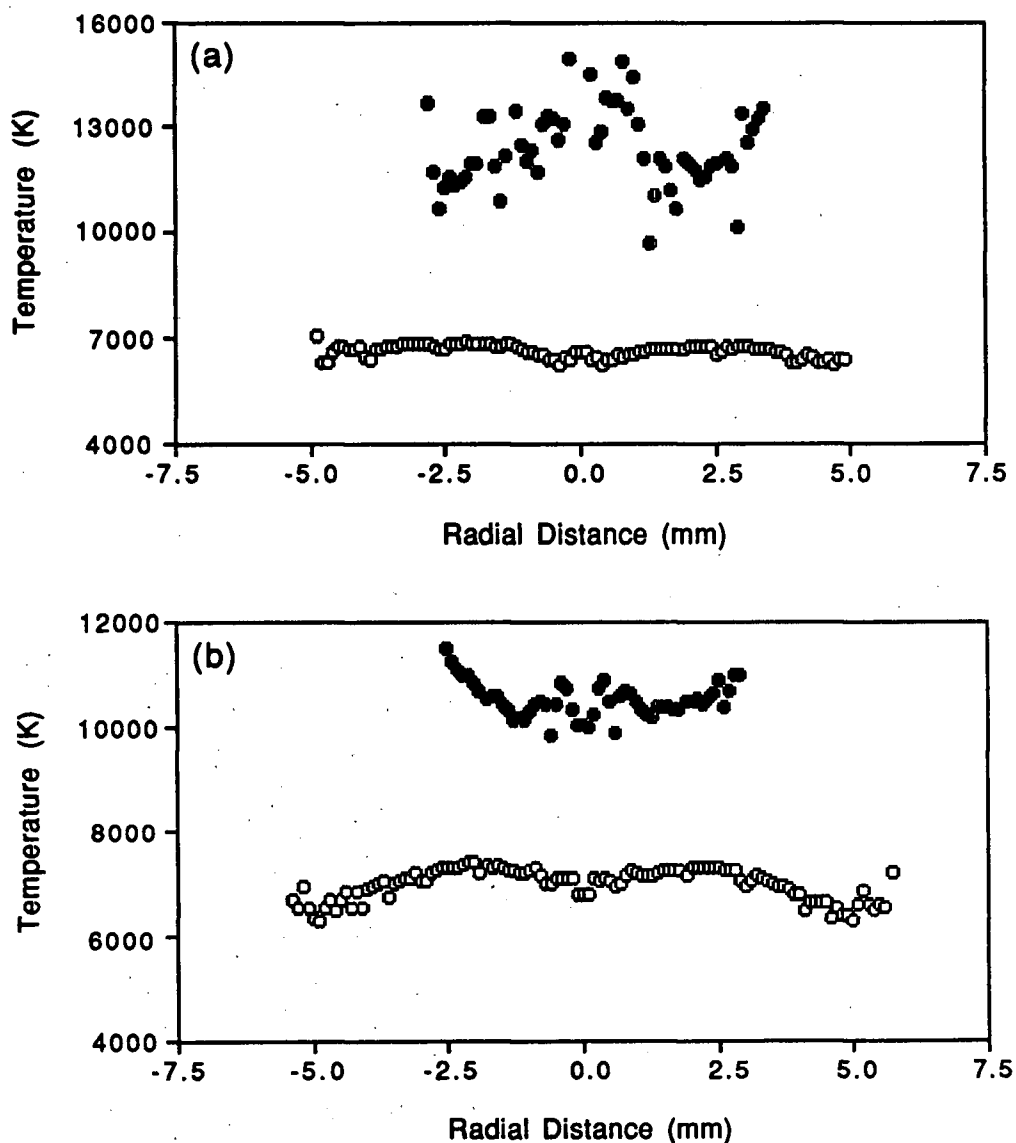 16000
(a)
13000
10000
7000
4000
Temperature (K)
-7.5 -5.0 -2.5 0.0 2.5 5.0 7.5
Radial Distance (mm)
12000
(b)
10000
8000
6000
4000
Temperature (K)
-7.5 -5.0 -2.5 0.0 2.5 5.0 7.5
Radial Distance (mm)